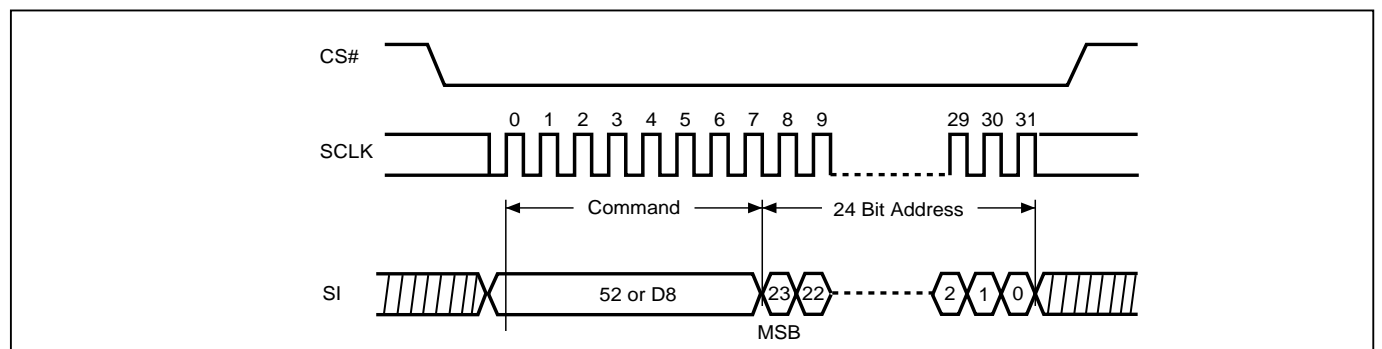 CS#
0 1 2 3 4 5 6 7 8 9 29 30 31
SCLK
Command 24 Bit Address
SI 52 or D8 23 22 2 1 0
MSB